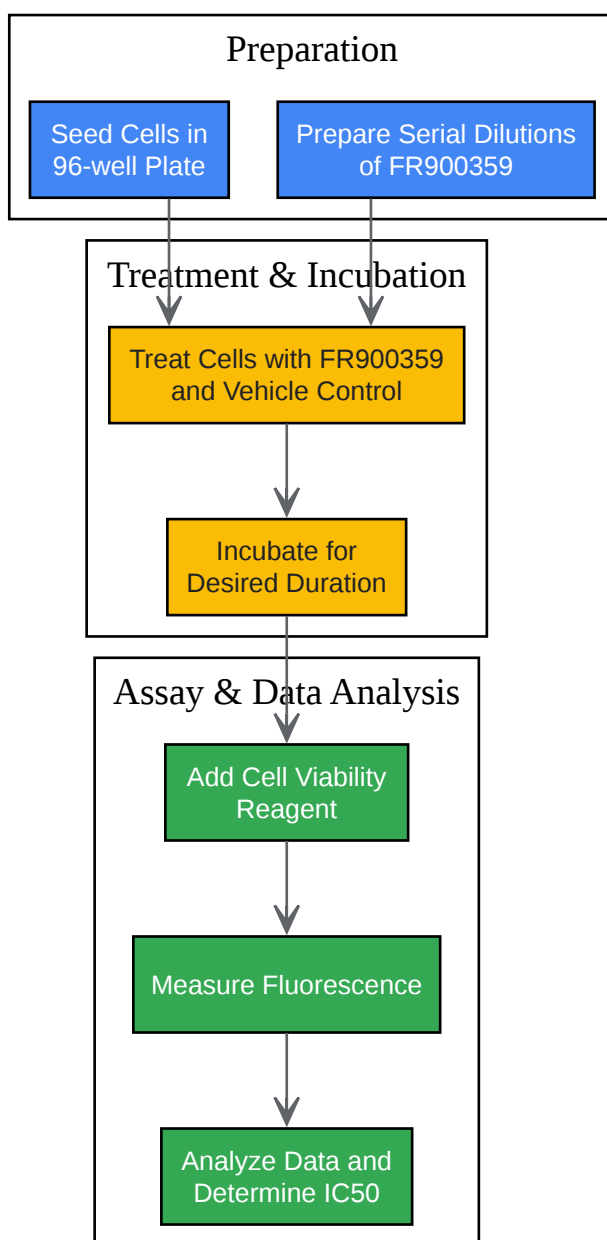 Preparation
Seed Cells in
96-well Plate
Prepare Serial Dilutions
of FR900359
Treatment & Incubation
Treat Cells with FR900359
and Vehicle Control
Incubate for
Desired Duration
Assay & Data Analysis
Add Cell Viability
Reagent
Measure Fluorescence
Analyze Data and
Determine IC50